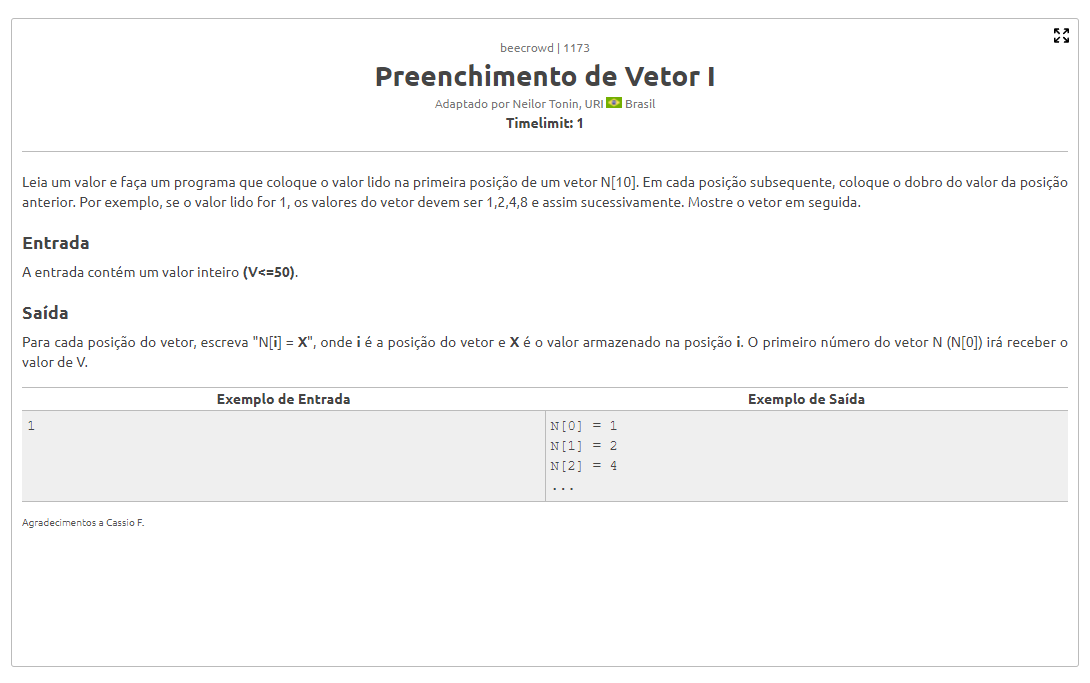 beecrowd | 1173
Preenchimento de Vetor I
Adaptado por Neilor Tonin, URI Brasil
Timelimit: 1
Leia um valor e faça um programa que coloque o valor lido na primeira posição de um vetor N[10]. Em cada posição subsequente, coloque o dobro do valor da posição
anterior. Por exemplo, se o valor lido for 1, os valores do vetor devem ser 1,2,4,8 e assim sucessivamente. Mostre o vetor em seguida.
Entrada
A entrada contém um valor inteiro (V<=50).
Saída
Para cada posição do vetor, escreva "N[i] = X", onde i é a posição do vetor e X é o valor armazenado na posição i. O primeiro número do vetor N (N[0]) irá receber o
valor de V.
Exemplo de Entrada Exemplo de Saída
1 N[0] = 1
N[1] = 2
N[2] = 4
...
Agradecimentos a Cassio F.